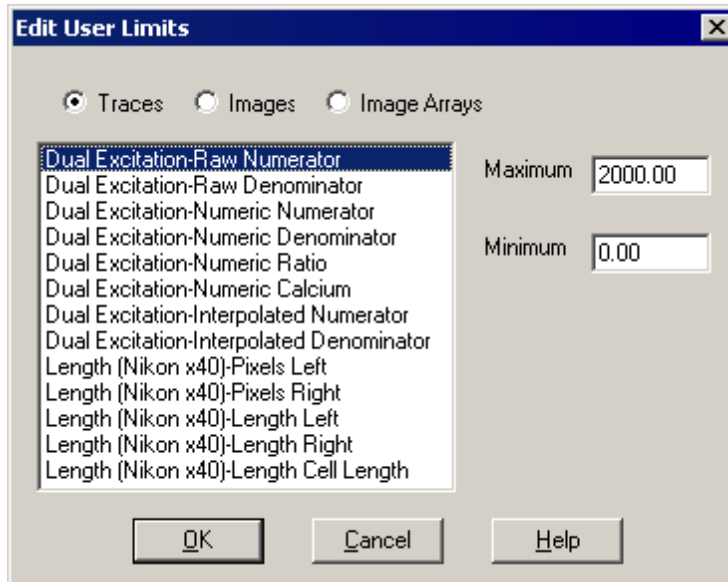 Edit User Limits
Traces Images Image Arrays
Dual Excitation-Raw Numerator
Dual Excitation-Raw Denominator
Dual Excitation-Numeric Numerator
Dual Excitation-Numeric Denominator
Dual Excitation-Numeric Ratio
Dual Excitation-Numeric Calcium
Dual Excitation-Interpolated Numerator
Dual Excitation-Interpolated Denominator
Length (Nikon x40)-Pixels Left
Length (Nikon x40)-Pixels Right
Length (Nikon x40)-Length Left
Length (Nikon x40)-Length Right
Length (Nikon x40)-Length Cell Length
Maximum 2000.00
Minimum 0.00
OK Cancel Help